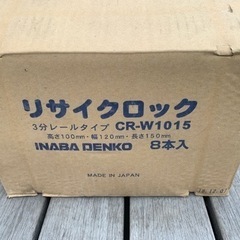 リサイクロック
3分レールタイプ CR-W1015
高さ100mm・幅120mm・長さ150mm
INABA DENKO 8本入
MADE IN JAPAN